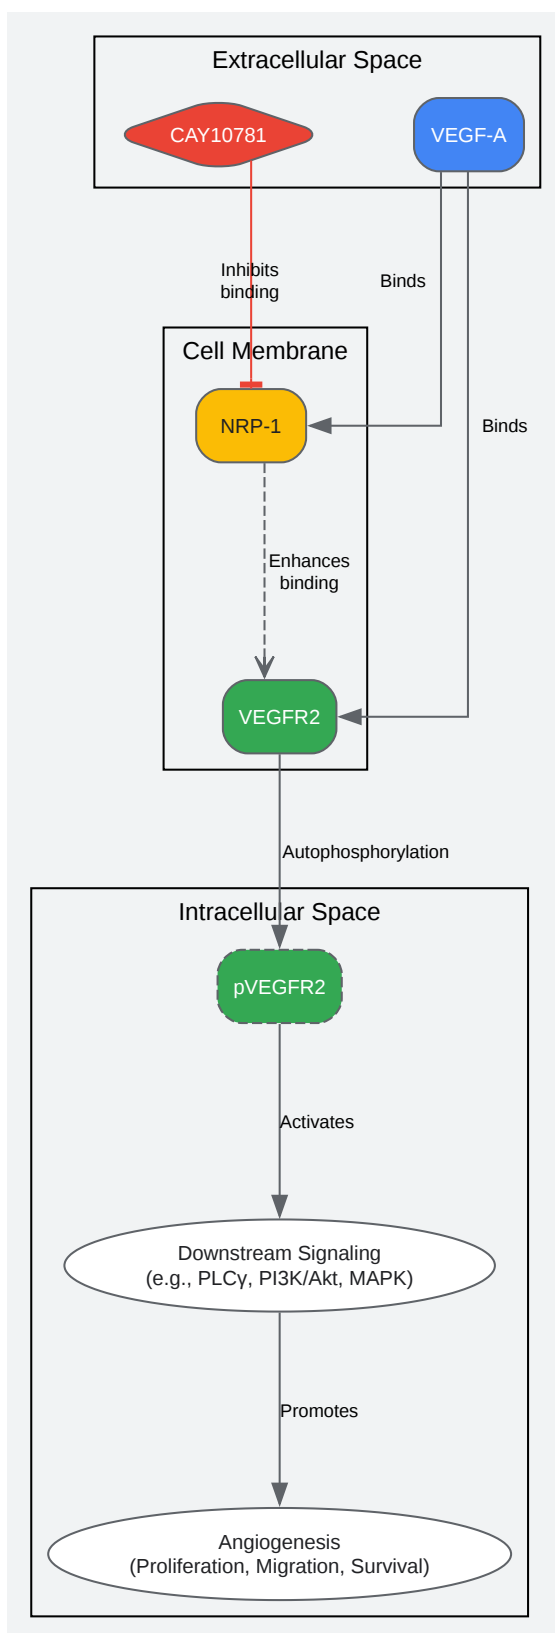 Extracellular Space
CAY10781
VEGF-A
Inhibits
binding
Binds
Cell Membrane
NRP-1
Binds
Enhances
binding
VEGFR2
Autophosphorylation
Intracellular Space
pVEGFR2
Activates
Downstream Signaling
(e.g., PLCγ, PI3K/Akt, MAPK)
Promotes
Angiogenesis
(Proliferation, Migration, Survival)